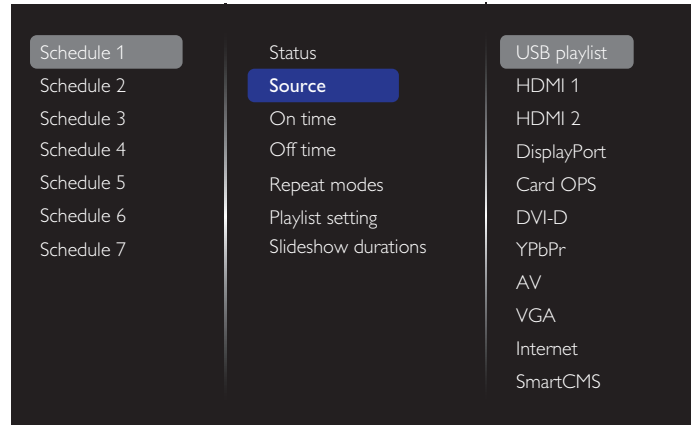 Schedule 1
Schedule 2
Schedule 3
Schedule 4
Schedule 5
Schedule 6
Schedule 7
Status
Source
On time
Off time
Repeat modes
Playlist setting
Slideshow durations
USB playlist
HDMI 1
HDMI 2
DisplayPort
Card OPS
DVI-D
YPbPr
AV
VGA
Internet
SmartCMS